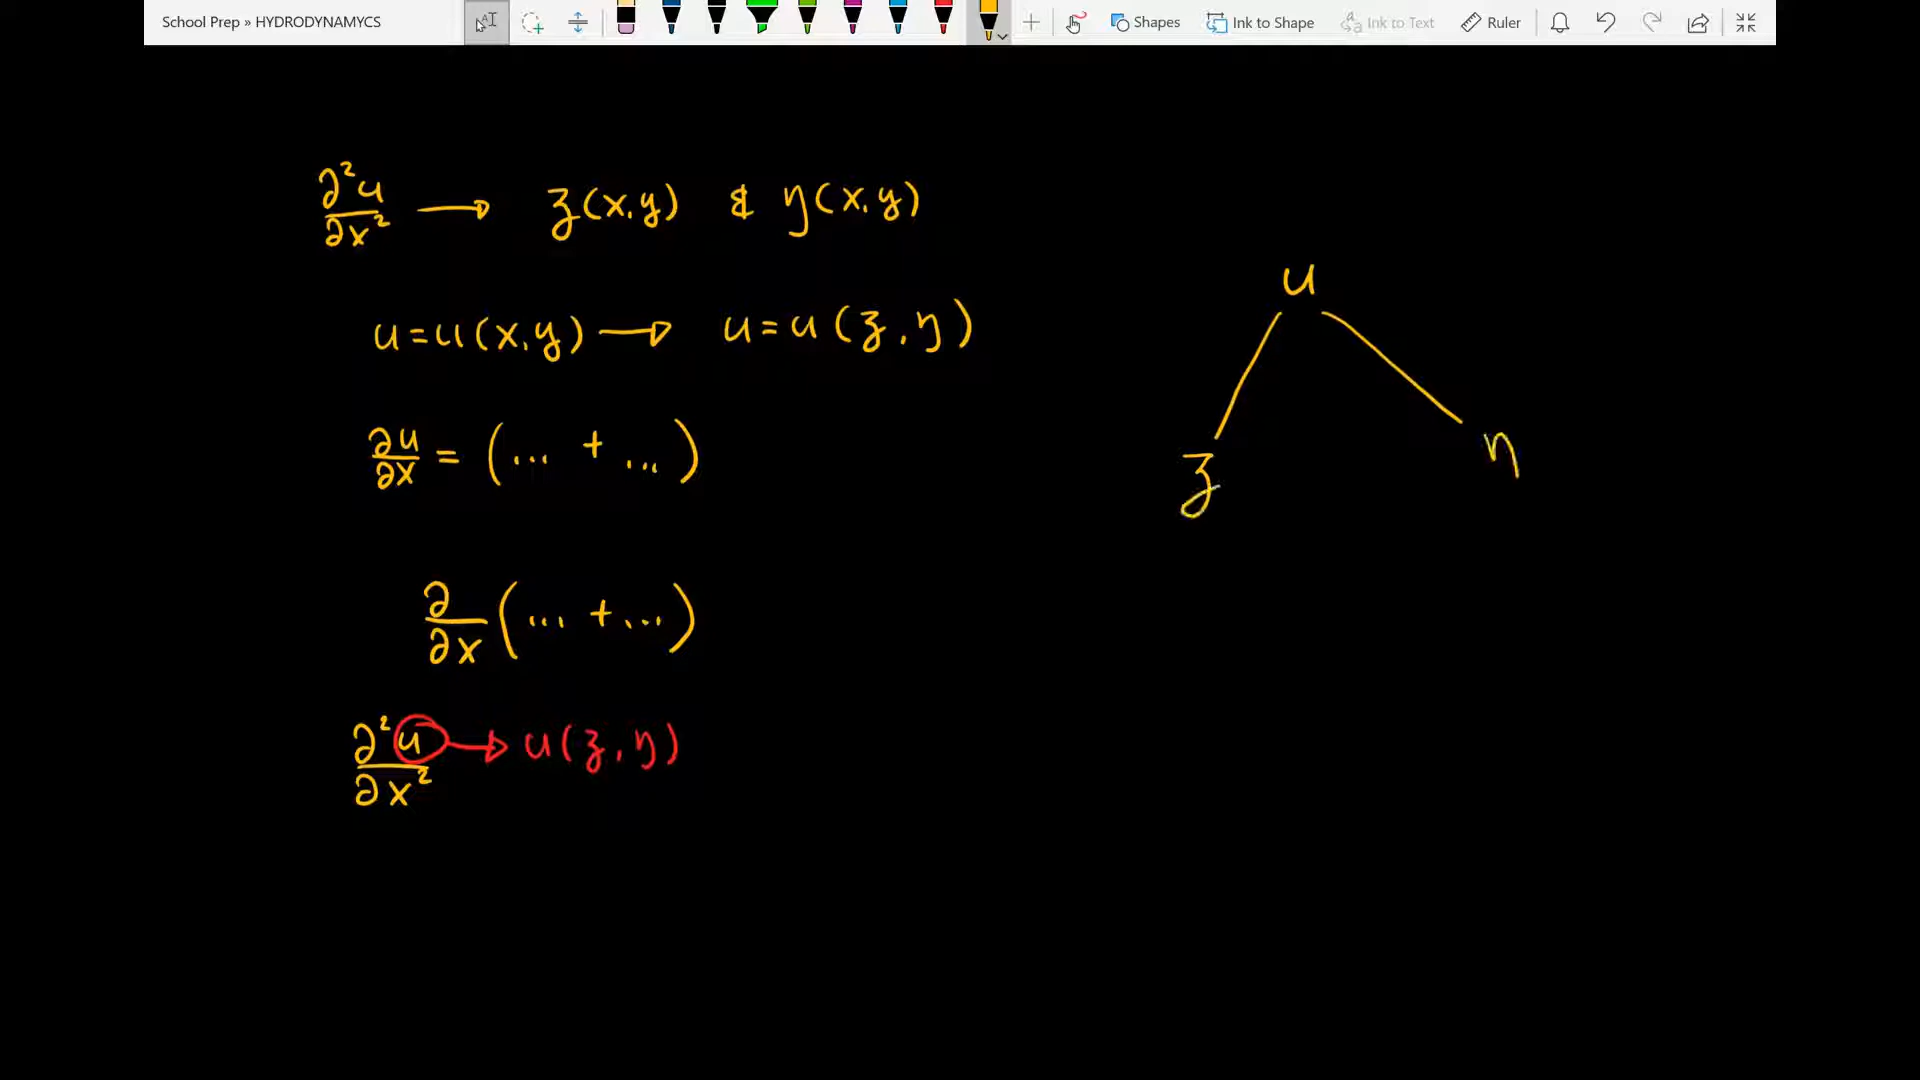 School Prep » HYDRODYNAMYCS Shapes Ink to Shape Ink to Text Ruler
∂²u/∂x² → ξ(x,y) & η(x,y)
u
u=u(x,y) → u=u(ξ,η)
∂u/∂x = (... + ...)
ξ η
∂/∂x (... + ...)
∂²u/∂x² → u(ξ,η)